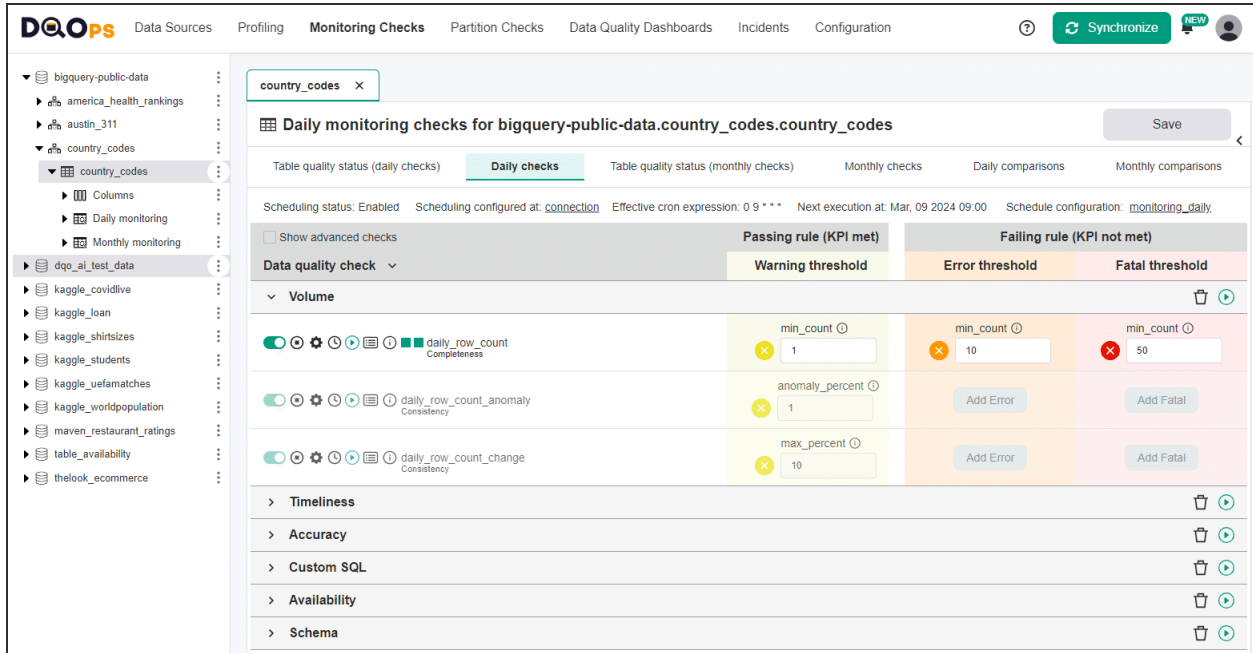 DQOps Data Sources Profiling Monitoring Checks Partition Checks Data Quality Dashboards Incidents Configuration Synchronize NEW
bigquery-public-data
america_health_rankings
austin_311
country_codes
country_codes
Columns
Daily monitoring
Monthly monitoring
dqo_ai_test_data
kaggle_covidlive
kaggle_loan
kaggle_shirtsizes
kaggle_students
kaggle_uefamatches
kaggle_worldpopulation
maven_restaurant_ratings
table_availability
thelook_ecommerce
country_codes
Daily monitoring checks for bigquery-public-data.country_codes.country_codes Save
Table quality status (daily checks) Daily checks Table quality status (monthly checks) Monthly checks Daily comparisons Monthly comparisons
Scheduling status: Enabled Scheduling configured at: connection Effective cron expression: 0 9 * * * Next execution at: Mar, 09 2024 09:00 Schedule configuration: monitoring_daily
Show advanced checks Passing rule (KPI met) Failing rule (KPI not met)
Data quality check Warning threshold Error threshold Fatal threshold
Volume
min_count min_count min_count
daily_row_count 1 10 50
Completeness
anomaly_percent
daily_row_count_anomaly 1 Add Error Add Fatal
Consistency
max_percent
daily_row_count_change 10 Add Error Add Fatal
Consistency
Timeliness
Accuracy
Custom SQL
Availability
Schema